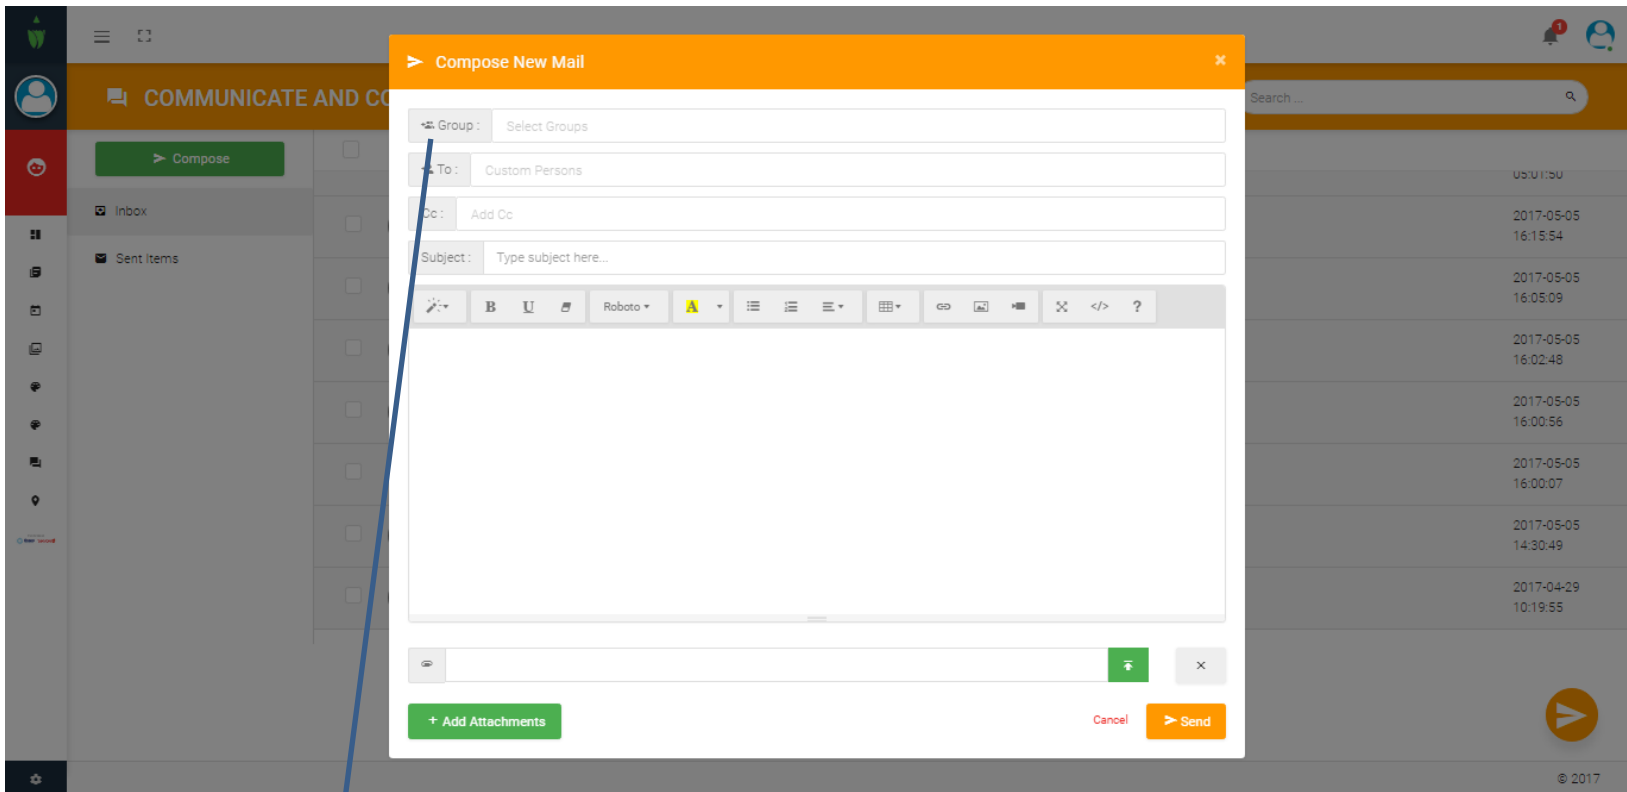 1
COMMUNICATE AND CO
Search ...
Compose
Inbox
Sent Items
Compose New Mail
×
Group :
Select Groups
To :
Custom Persons
Cc :
Add Cc
Subject :
Type subject here...
B U Roboto A </> ?
Add Attachments
Cancel
Send
05:01:50
2017-05-05
16:15:54
2017-05-05
16:05:09
2017-05-05
16:02:48
2017-05-05
16:00:56
2017-05-05
16:00:07
2017-05-05
14:30:49
2017-04-29
10:19:55
© 2017